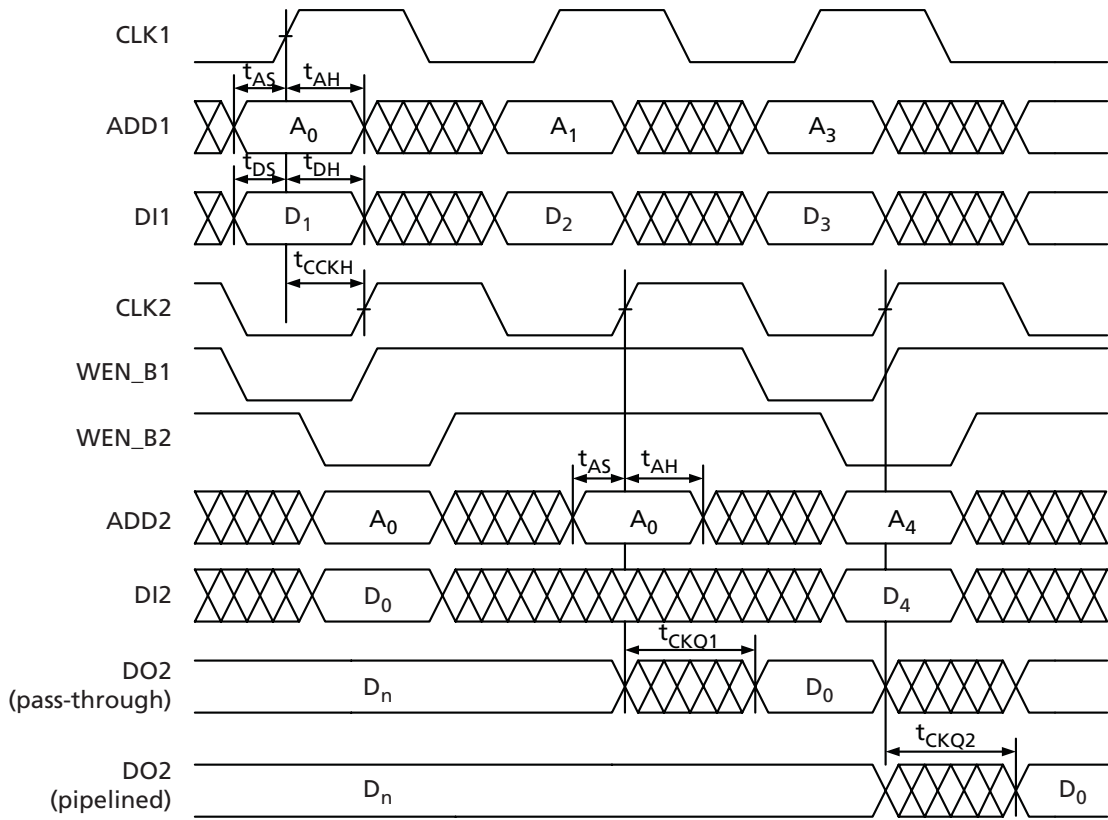 CLK1
t_AS t_AH
ADD1 A_0 A_1 A_3
t_DS t_DH
DI1 D_1 D_2 D_3
t_CCKH
CLK2
WEN_B1
WEN_B2
t_AS t_AH
ADD2 A_0 A_0 A_4
DI2 D_0 D_4
t_CKQ1
DO2
(pass-through) D_n D_0
t_CKQ2
DO2
(pipelined) D_n D_0